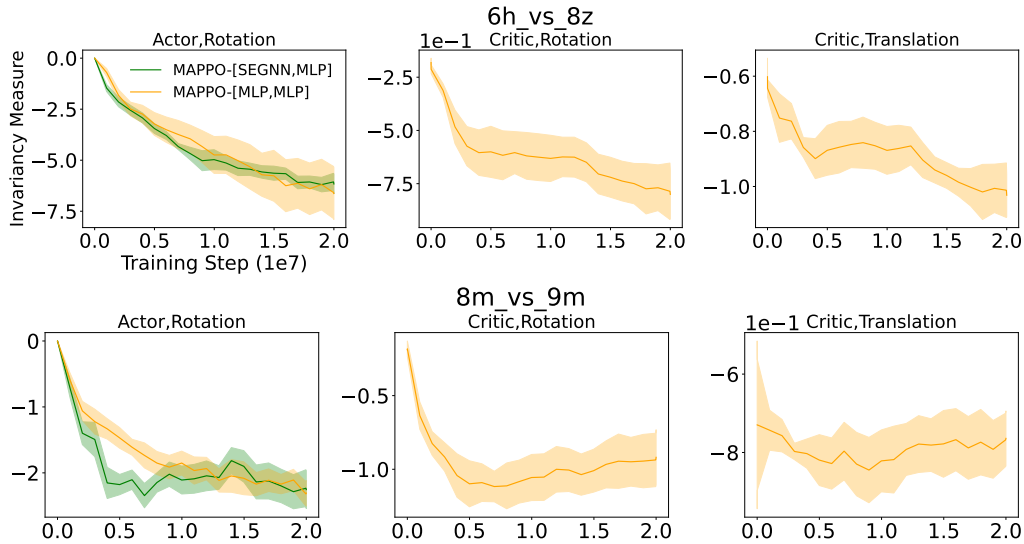 6h_vs_8z
Actor,Rotation
1e−1 Critic,Rotation
Critic,Translation
Invariancy Measure
0.0
−2.5
−5.0
−7.5
MAPPO-[SEGNN,MLP]
MAPPO-[MLP,MLP]
−2.5
−5.0
−7.5
−0.6
−0.8
−1.0
0.0 0.5 1.0 1.5 2.0
0.0 0.5 1.0 1.5 2.0
0.0 0.5 1.0 1.5 2.0
Training Step (1e7)
8m_vs_9m
Actor,Rotation
Critic,Rotation
1e−1 Critic,Translation
0
−1
−2
−0.5
−1.0
−6
−8
0.0 0.5 1.0 1.5 2.0
0.0 0.5 1.0 1.5 2.0
0.0 0.5 1.0 1.5 2.0